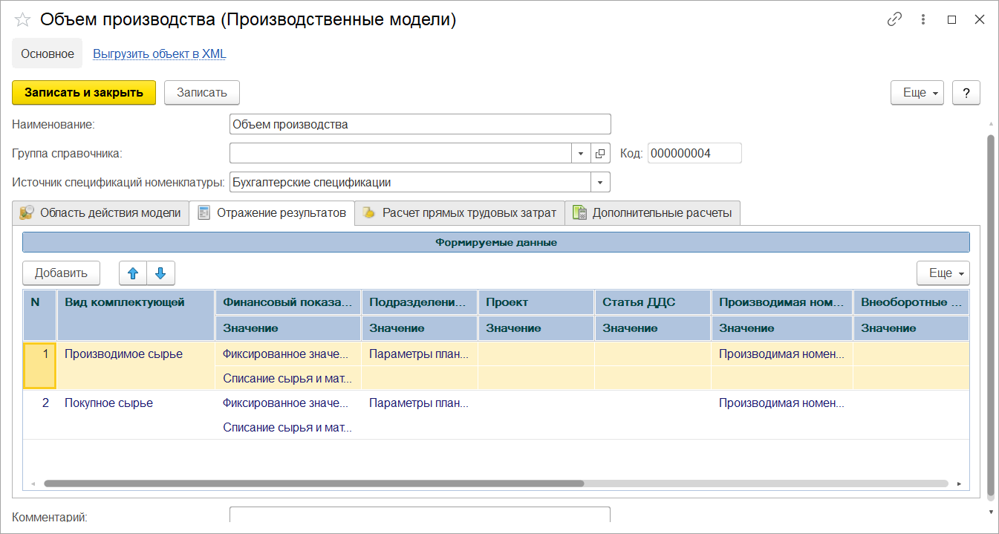 Объем производства (Производственные модели)
Основное Выгрузить объект в XML
Записать и закрыть Записать Еще ?
Наименование: Объем производства
Группа справочника: Код: 000000004
Источник спецификаций номенклатуры: Бухгалтерские спецификации
Область действия модели Отражение результатов Расчет прямых трудовых затрат Дополнительные расчеты
Формируемые данные
Добавить Еще
N Вид комплектующей Финансовый показа... Подразделени... Проект Статья ДДС Производимая ном... Внеоборотные ...
Значение Значение Значение Значение Значение Значение
1 Производимое сырье Фиксированное значе... Параметры план... Производимая номен...
Списание сырья и мат...
2 Покупное сырье Фиксированное значе... Параметры план... Производимая номен...
Списание сырья и мат...
Комментарий: